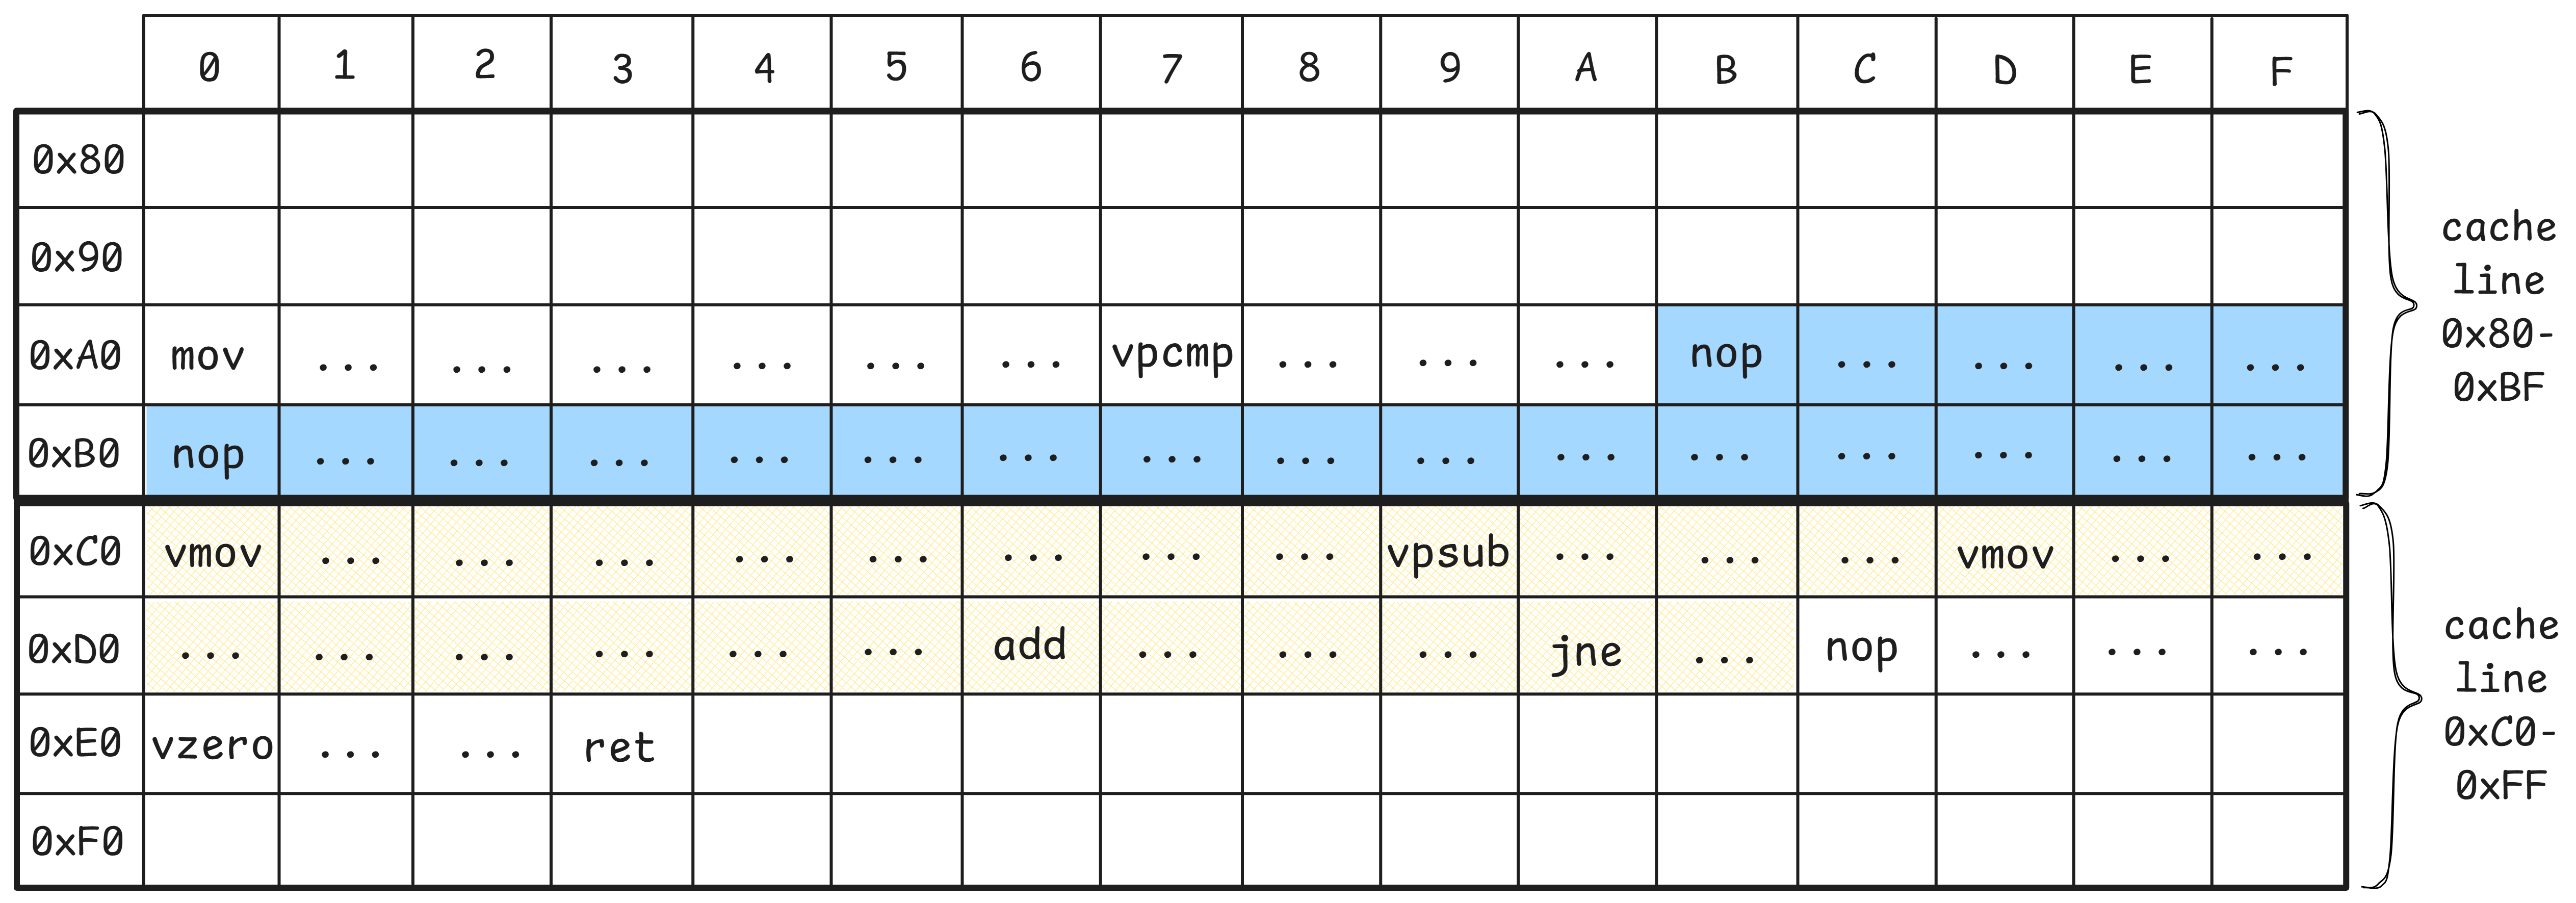 0 1 2 3 4 5 6 7 8 9 A B C D E F
0x80
0x90
0xA0 mov ... ... ... ... ... ... vpcmp ... ... ... nop ... ... ... ...
0xB0 nop ... ... ... ... ... ... ... ... ... ... ... ... ... ... ...
cache
line
0x80-
0xBF
0xC0 vmov ... ... ... ... ... ... ... ... vpsub ... ... ... vmov ... ...
0xD0 ... ... ... ... ... ... add ... ... ... jne ... nop ... ... ...
0xE0 vzero ... ... ret
0xF0
cache
line
0xC0-
0xFF